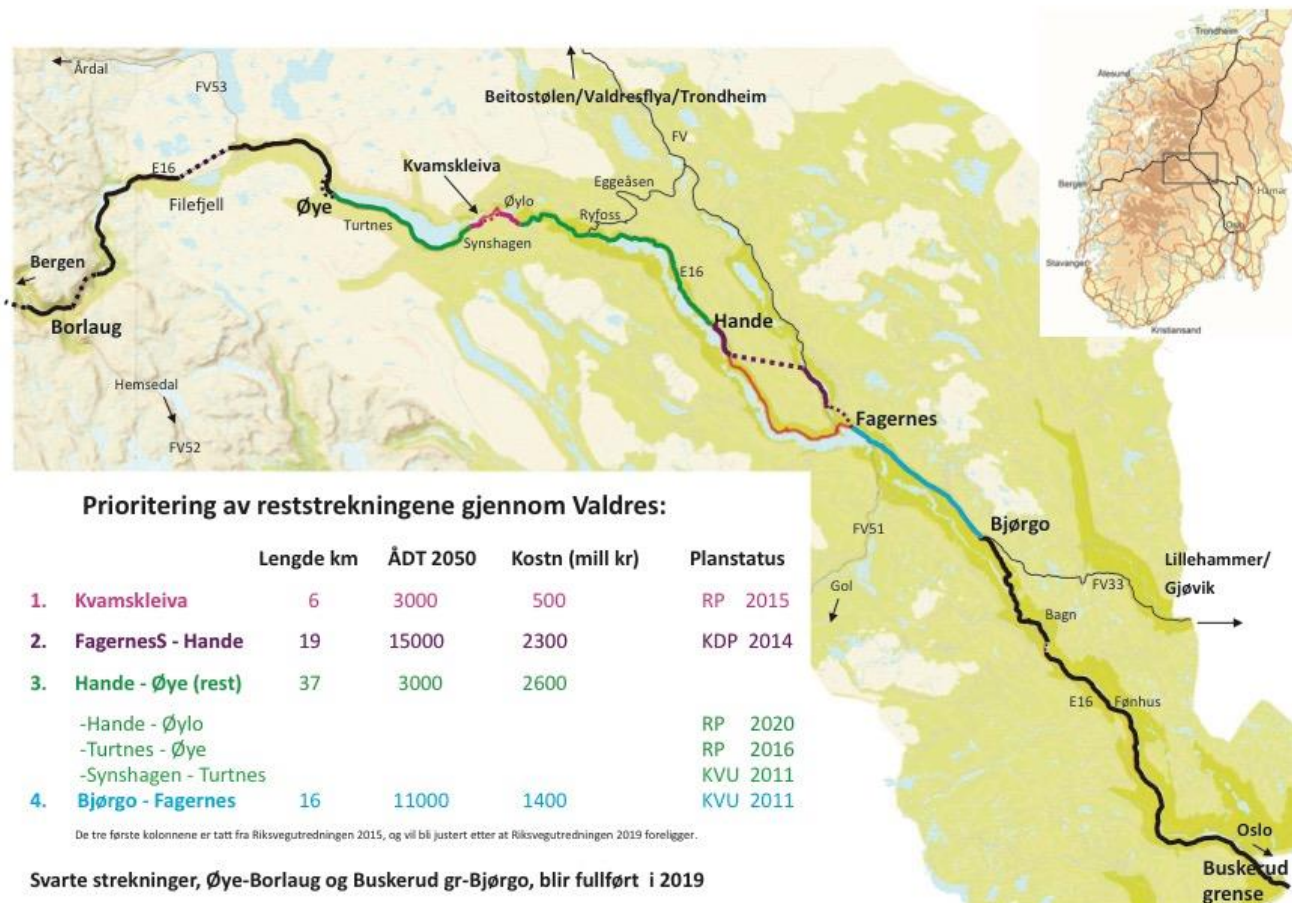 Årdal
FV53
Beitostølen/Valdresflya/Trondheim
FV
E16
Filefjell
Kvamskleiva
Eggeåsen
Øye
Øylo
Turtnes
Ryfoss
Synshagen
Bergen
E16
Borlaug
Hande
Hemsedal
FV52
Fagernes
FV51
Gol
Bjørgo
FV33
Lillehammer/
Gjøvik
Bagn
E16
Fønhus
Oslo
Buskerud
grense
Trondheim
Ålesund
Bergen
Hamar
Oslo
Stavanger
Kristiansand
Prioritering av reststrekningene gjennom Valdres:
Lengde km ÅDT 2050 Kostn (mill kr) Planstatus
1. Kvamskleiva 6 3000 500 RP 2015
2. FagernesS - Hande 19 15000 2300 KDP 2014
3. Hande - Øye (rest) 37 3000 2600
-Hande - Øylo RP 2020
-Turtnes - Øye RP 2016
-Synshagen - Turtnes KVU 2011
4. Bjørgo - Fagernes 16 11000 1400 KVU 2011
De tre første kolonnene er tatt fra Riksvegutredningen 2015, og vil bli justert etter at Riksvegutredningen 2019 foreligger.
Svarte strekninger, Øye-Borlaug og Buskerud gr-Bjørgo, blir fullført i 2019